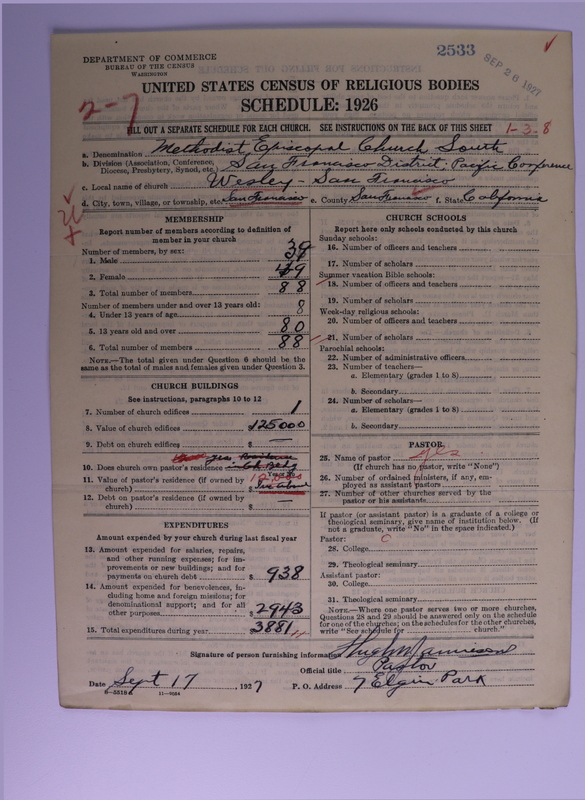 2533
SEP 26 1927
DEPARTMENT OF COMMERCE
BUREAU OF THE CENSUS
WASHINGTON
UNITED STATES CENSUS OF RELIGIOUS BODIES
SCHEDULE: 1926
2-7
FILL OUT A SEPARATE SCHEDULE FOR EACH CHURCH. SEE INSTRUCTIONS ON THE BACK OF THIS SHEET
1-3-8
a. Denomination Methodist Episcopal Church, South
b. Division (Association, Conference, Diocese, Presbytery, Synod, etc.) San Francisco District, Pacific Conference
c. Local name of church Wesley - San Francisco
d. City, town, village, or township, etc. San Francisco e. County San Francisco f. State California
MEMBERSHIP
Report number of members according to definition of
member in your church
Number of members, by sex:
1. Male 39
2. Female 49
3. Total number of members 88
Number of members under and over 13 years old:
4. Under 13 years of age 8
5. 13 years old and over 80
6. Total number of members 88
NOTE.—The total given under Question 6 should be
same as the total of males and females given under Question 3.
CHURCH BUILDINGS
See instructions, paragraphs 10 to 12
7. Number of church edifices 1
8. Value of church edifices $125000
9. Debt on church edifices $ —
10. Does church own pastor's residence yes
11. Value of pastor's residence (if owned by
church) $
12. Debt on pastor's residence (if owned by
church) $ —
EXPENDITURES
Amount expended by your church during last fiscal year
13. Amount expended for salaries, repairs,
and other running expenses; for im-
provements or new buildings; and for
payments on church debt $ 938
14. Amount expended for benevolences, in-
cluding home and foreign missions; for
denominational support; and for all
other purposes $2943
15. Total expenditures during year $3881
CHURCH SCHOOLS
Report here only schools conducted by this church
Sunday schools:
16. Number of officers and teachers
17. Number of scholars
Summer vacation Bible schools:
18. Number of officers and teachers
19. Number of scholars
Week-day religious schools:
20. Number of officers and teachers
21. Number of scholars
Parochial schools:
22. Number of administrative officers
23. Number of teachers—
a. Elementary (grades 1 to 8)
b. Secondary
24. Number of scholars—
a. Elementary (grades 1 to 8)
b. Secondary
PASTOR
25. Name of pastor yes
(If church has no pastor, write "None")
26. Number of ordained ministers, if any, em-
ployed as assistant pastors
27. Number of other churches served by the
pastor or his assistants
If pastor (or assistant pastor) is a graduate of a college or
theological seminary, give name of institution below. (If
not a graduate, write "No" in the space indicated.)
Pastor:
28. College
29. Theological seminary
Assistant pastor:
30. College
31. Theological seminary
NOTE.—Where one pastor serves two or more churches,
Questions 28 and 29 should be answered only on the schedule
for one of the churches; on the schedules for the other churches,
write "See schedule for church."
Signature of person furnishing information Hugh M Jamieson
Official title Pastor
Date Sept 17, 1927 P. O. Address 7 Elgin Park
8-5518a 11-9594